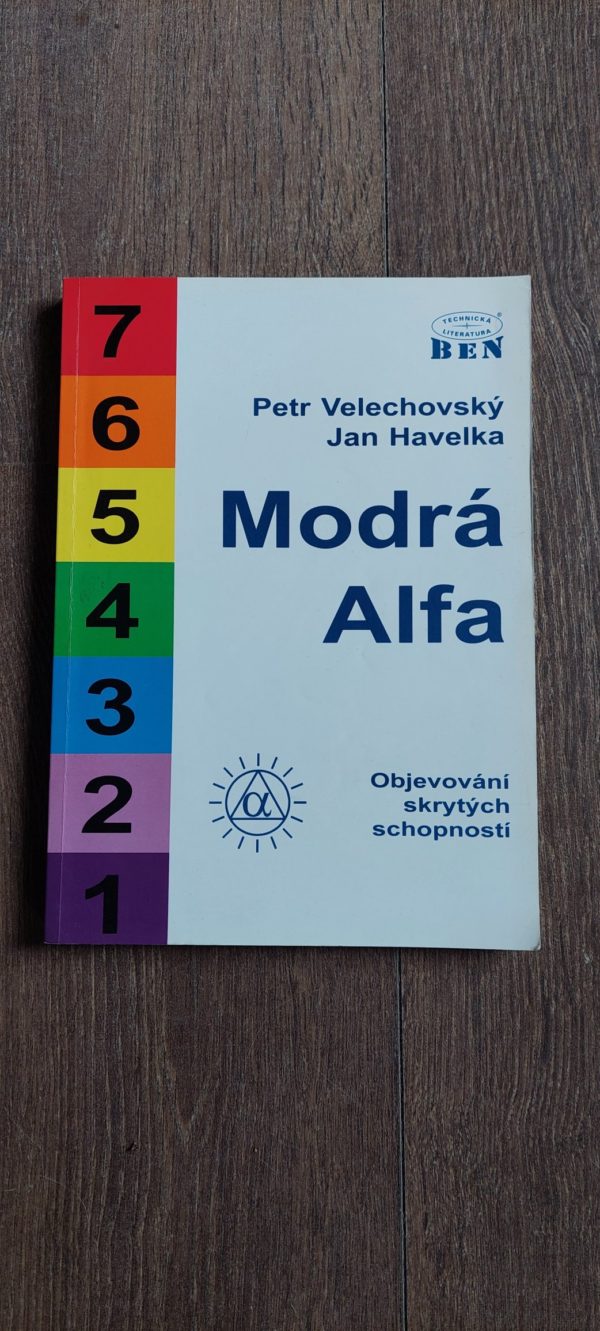 7
6
5
4
3
2
1
TECHNICKÁ
LITERATURA
®
BEN
Petr Velechovský
Jan Havelka
Modrá
Alfa
α
Objevování
skrytých
schopností